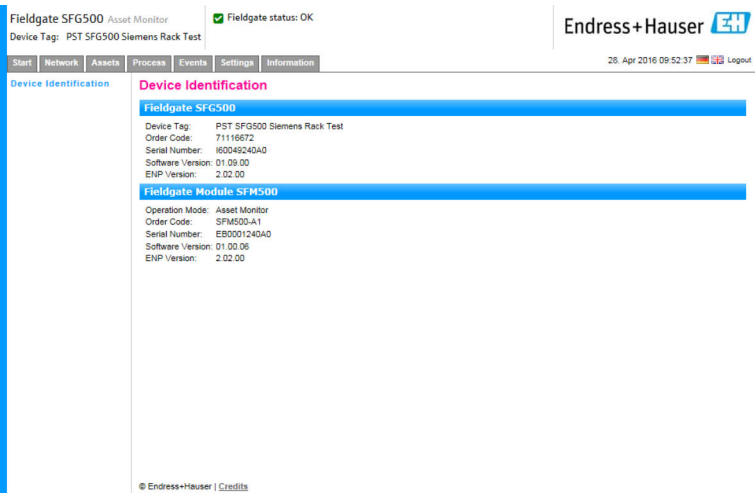 Fieldgate SFG500 Asset Monitor
Device Tag: PST SFG500 Siemens Rack Test
Fieldgate status: OK
Endress+Hauser EH
Start Network Assets Process Events Settings Information
28. Apr 2016 09:52:37 Logout
Device Identification
Device Identification
Fieldgate SFG500
Device Tag: PST SFG500 Siemens Rack Test
Order Code: 71116672
Serial Number: I60049240A0
Software Version: 01.09.00
ENP Version: 2.02.00
Fieldgate Module SFM500
Operation Mode: Asset Monitor
Order Code: SFM500-A1
Serial Number: EB0001240A0
Software Version: 01.00.06
ENP Version: 2.02.00
© Endress+Hauser | Credits